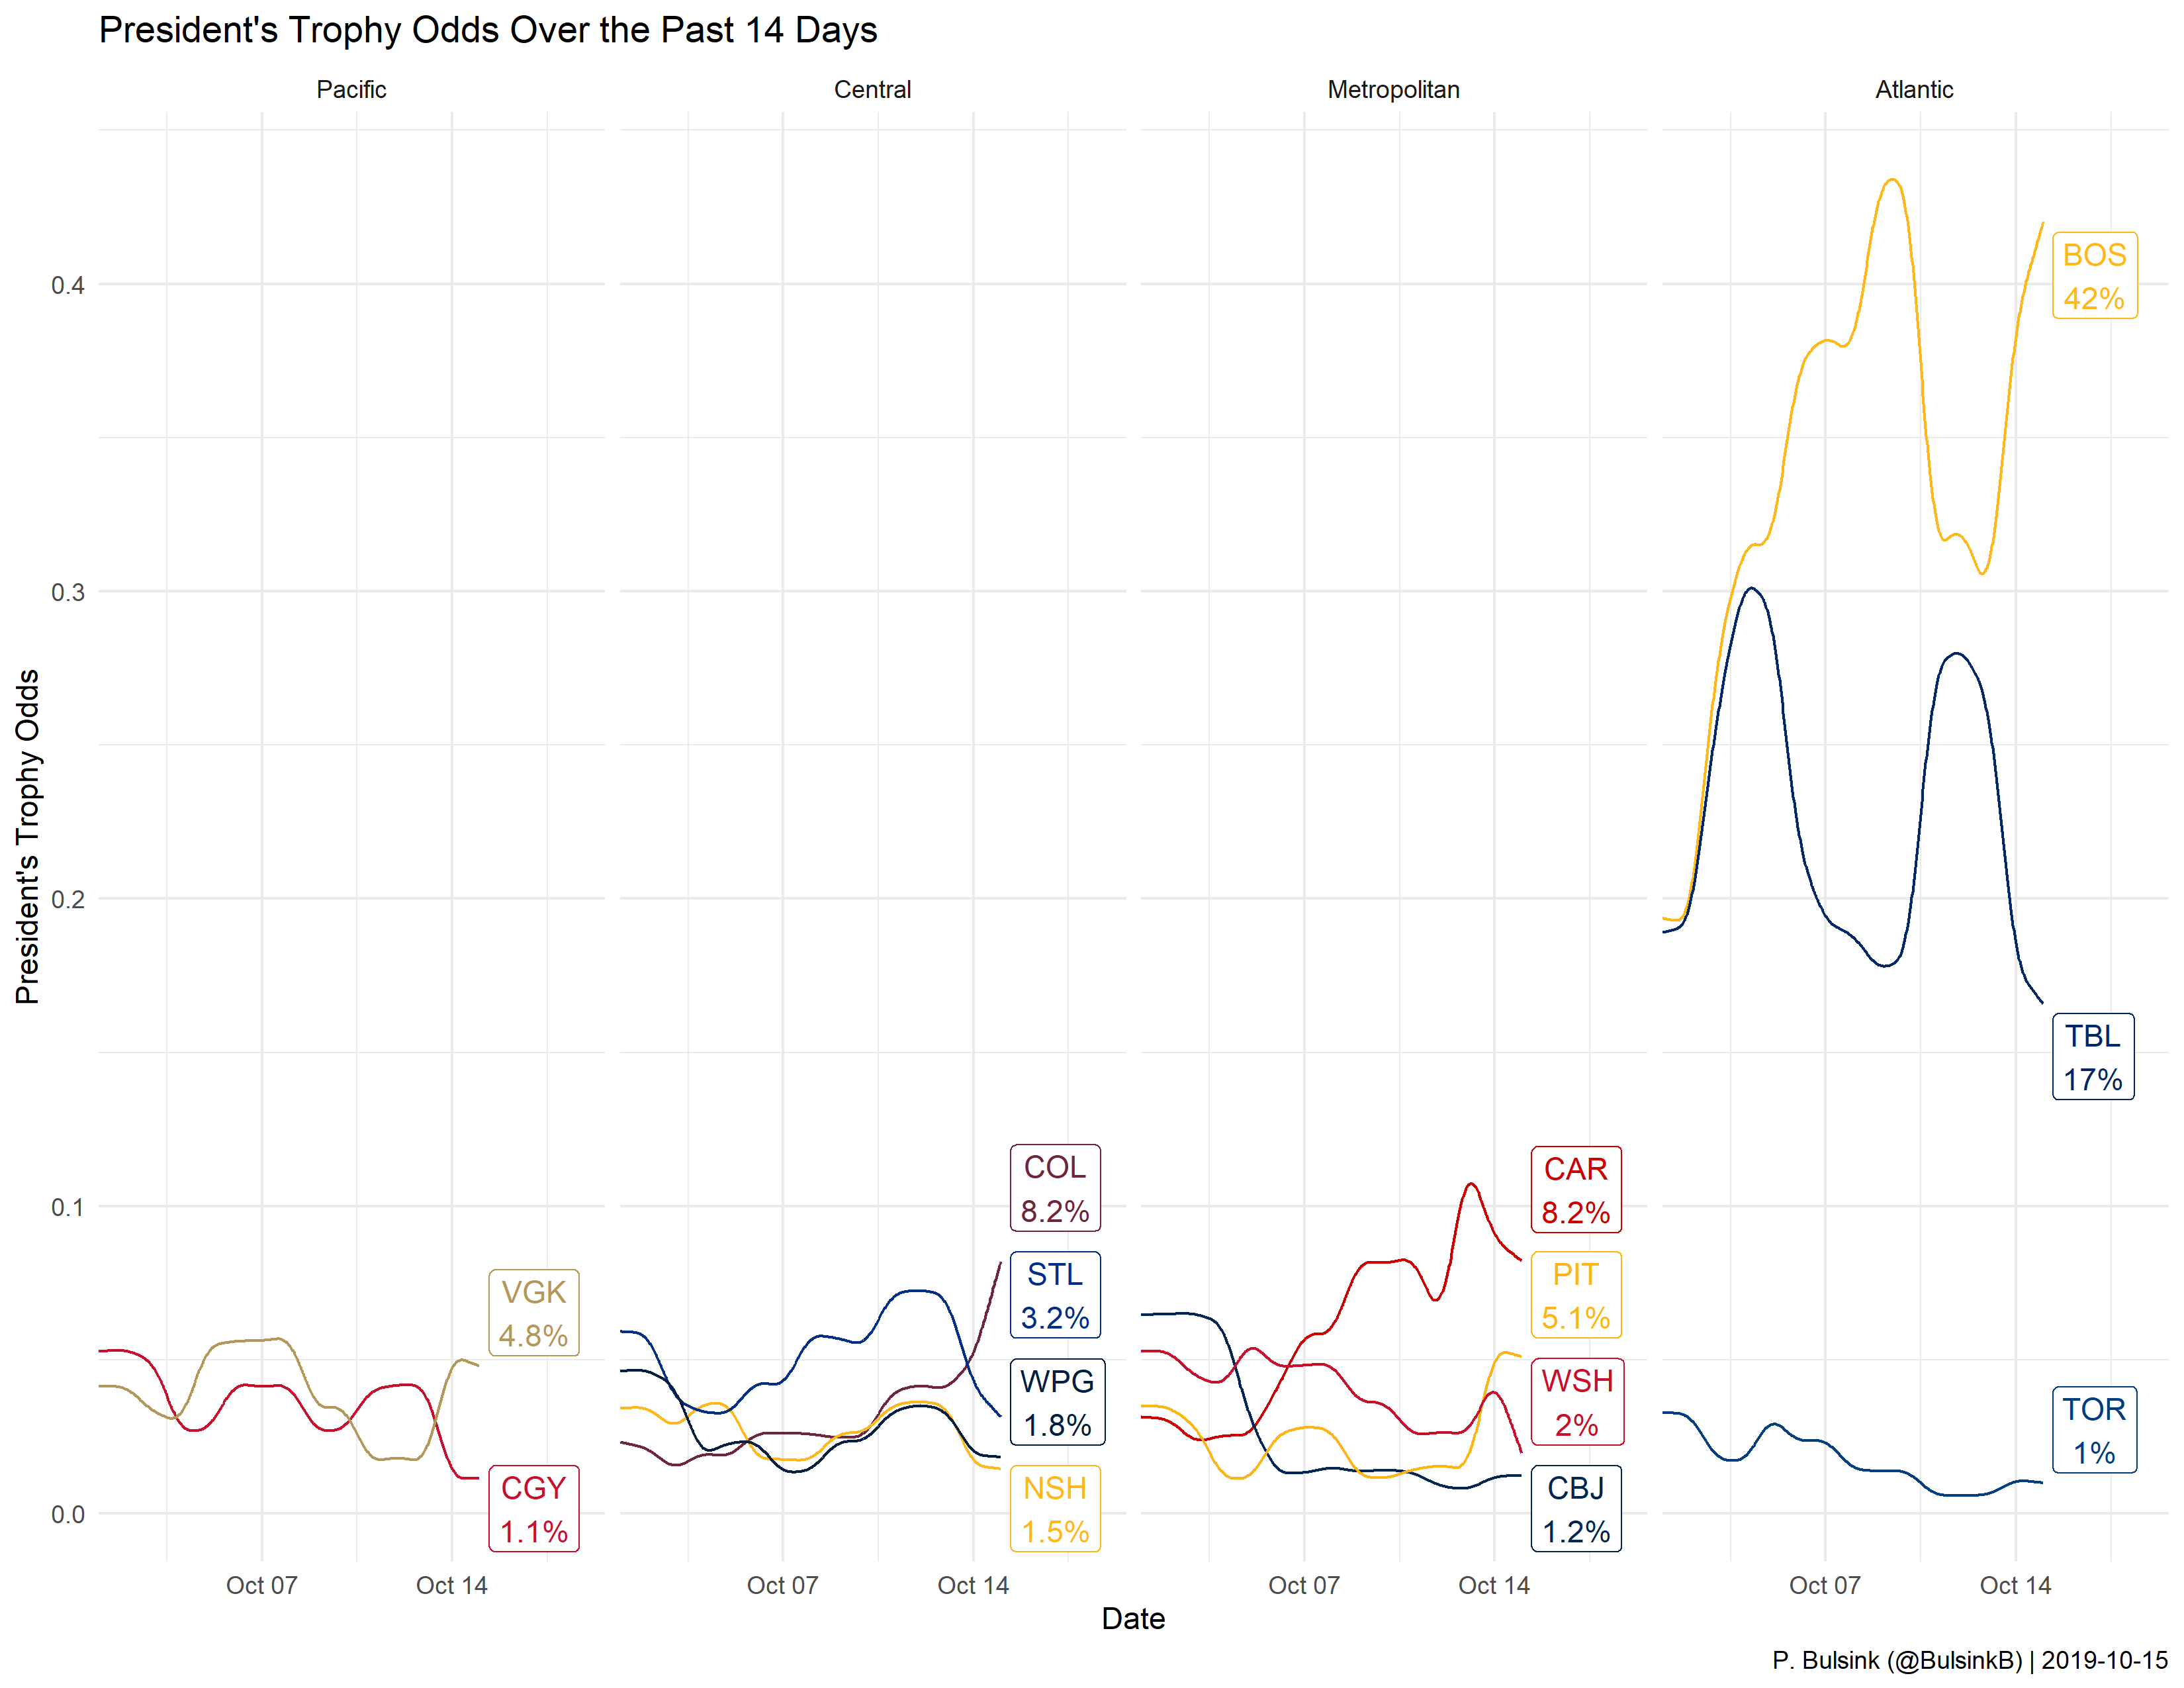 President's Trophy Odds Over the Past 14 Days
Pacific
Central
Metropolitan
Atlantic
President's Trophy Odds
0.4
0.3
0.2
0.1
0.0
VGK
4.8%
CGY
1.1%
COL
8.2%
STL
3.2%
WPG
1.8%
NSH
1.5%
CAR
8.2%
PIT
5.1%
WSH
2%
CBJ
1.2%
BOS
42%
TBL
17%
TOR
1%
Oct 07
Oct 14
Oct 07
Oct 14
Oct 07
Oct 14
Oct 07
Oct 14
Date
P. Bulsink (@BulsinkB) | 2019-10-15